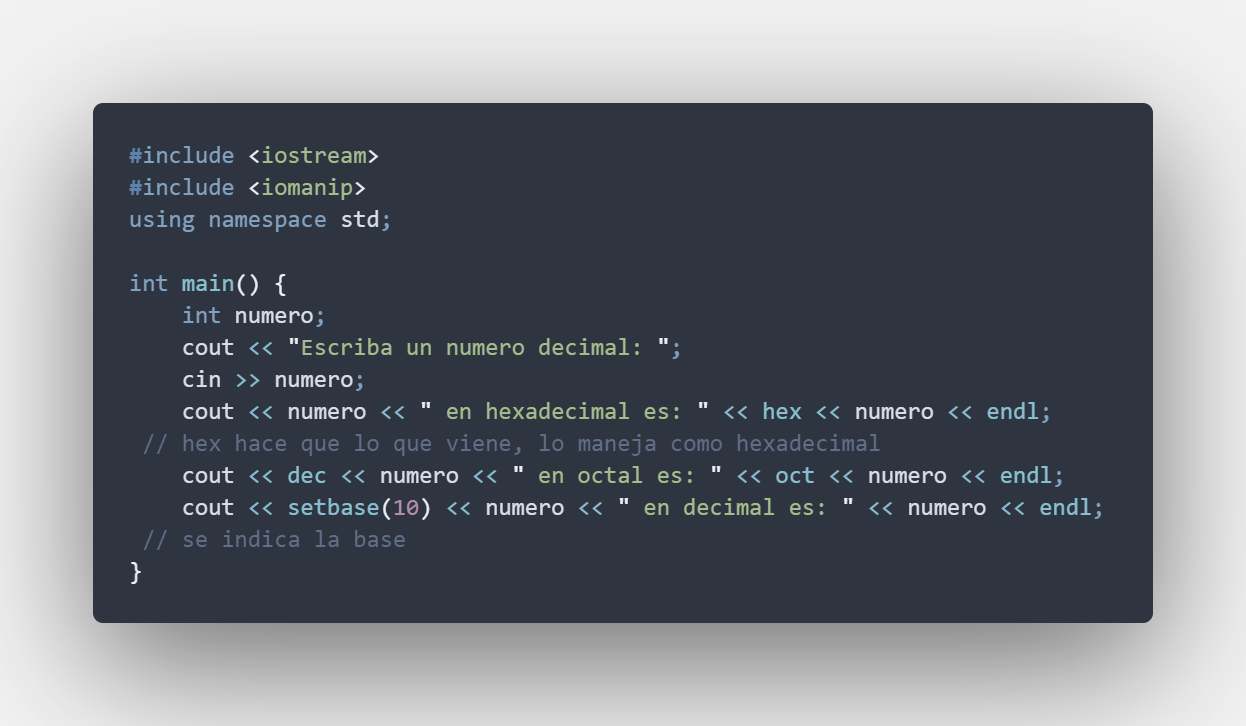 #include <iostream>
#include <iomanip>
using namespace std;

int main() {
    int numero;
    cout << "Escriba un numero decimal: ";
    cin >> numero;
    cout << numero << " en hexadecimal es: " << hex << numero << endl;
 // hex hace que lo que viene, lo maneja como hexadecimal
    cout << dec << numero << " en octal es: " << oct << numero << endl;
    cout << setbase(10) << numero << " en decimal es: " << numero << endl;
 // se indica la base
}